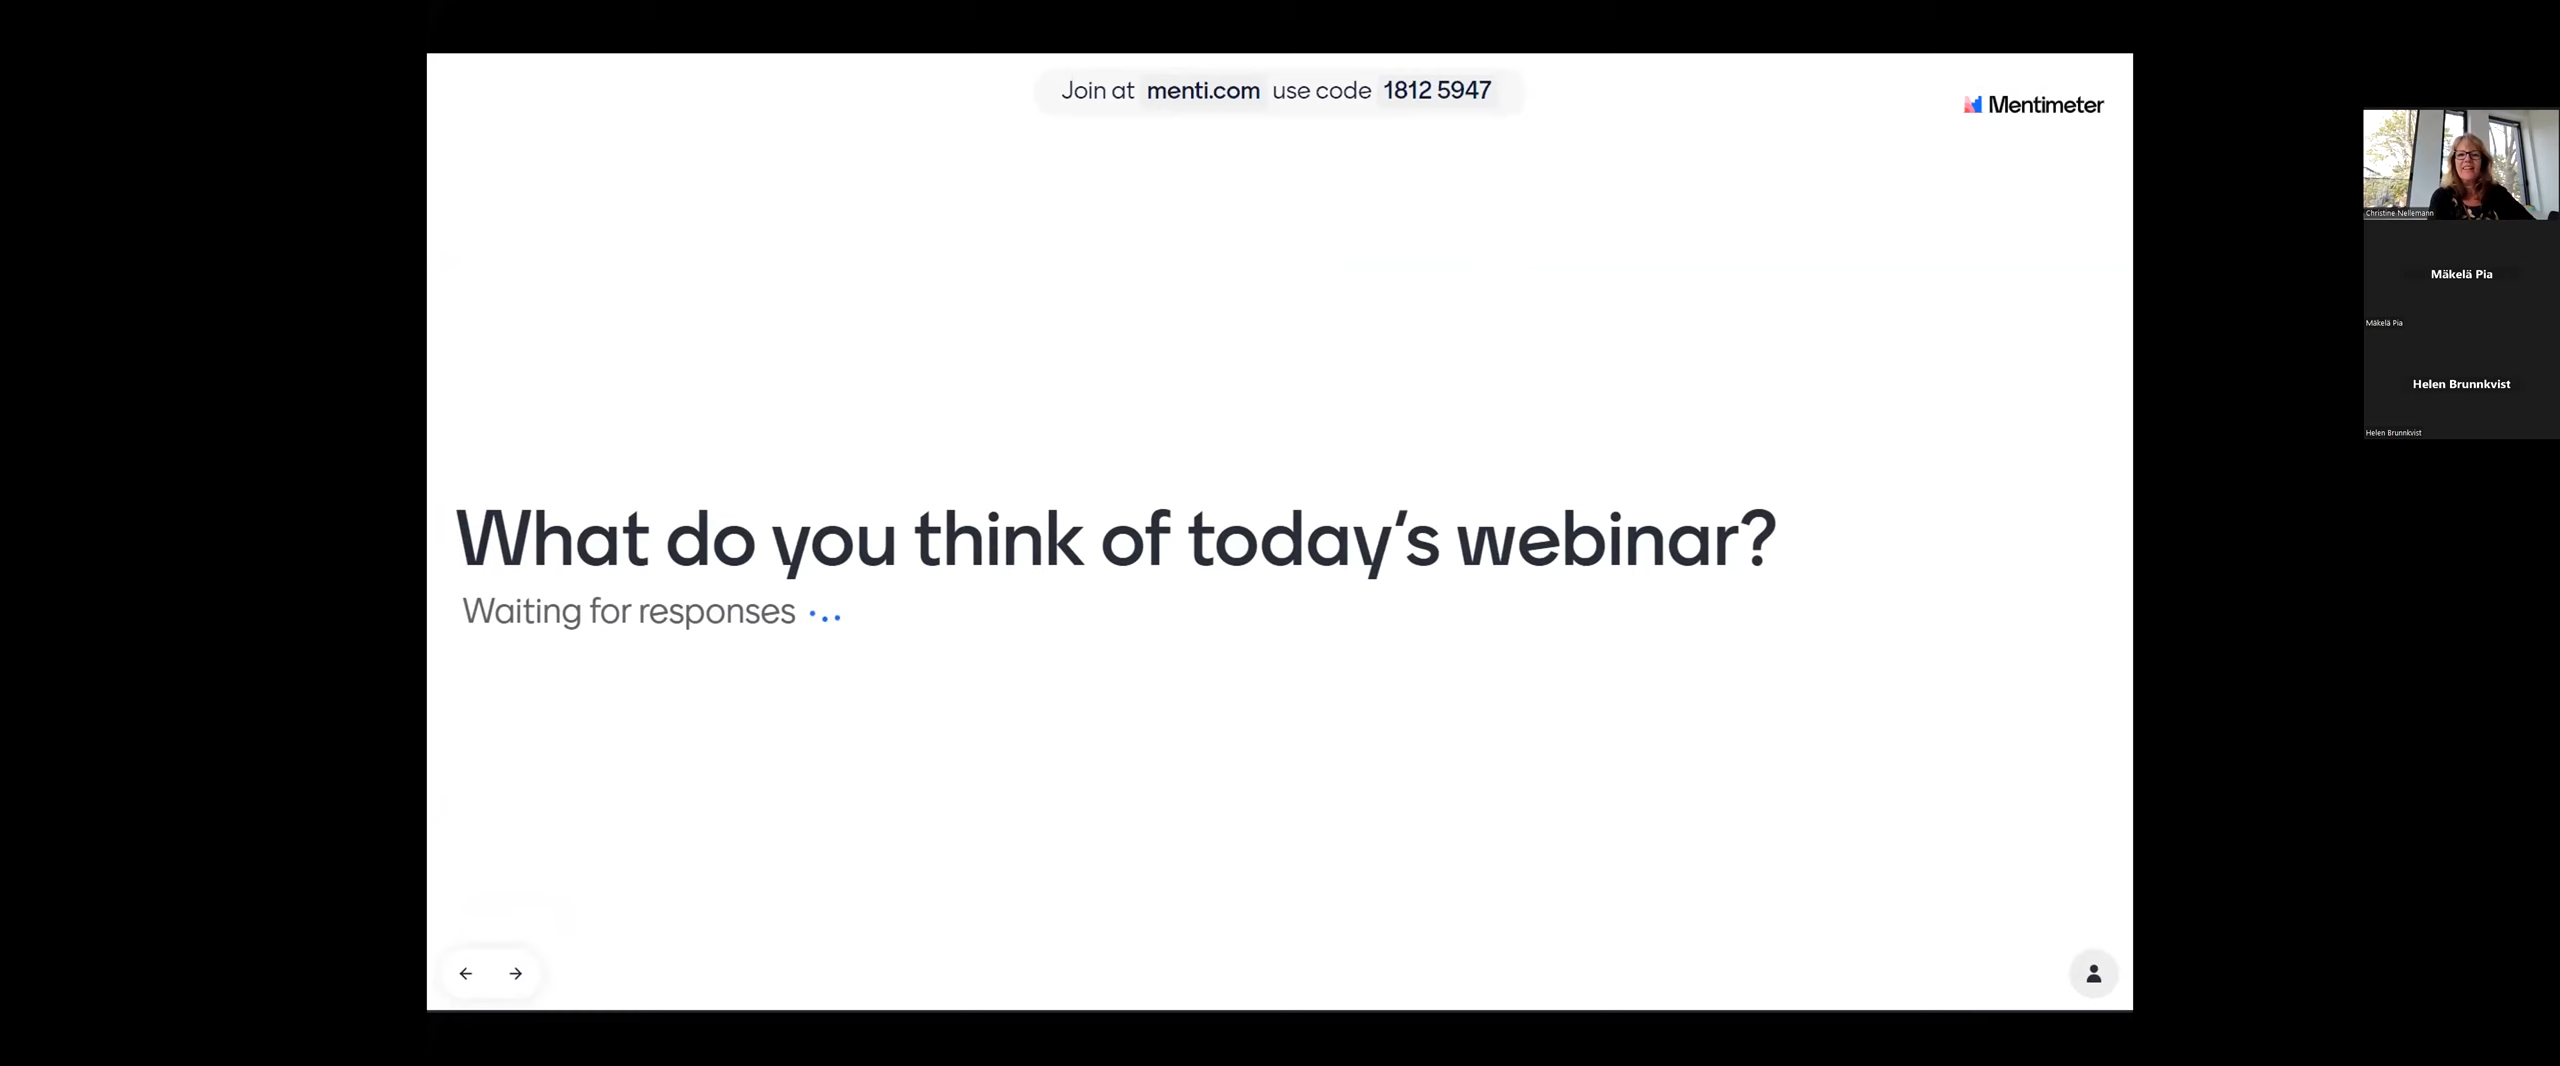 Join at menti.com use code 1812 5947
Mentimeter
What do you think of today's webinar?
Waiting for responses
Christine Nellemann
Mäkelä Pia
Mäkelä Pia
Helen Brunnkvist
Helen Brunnkvist